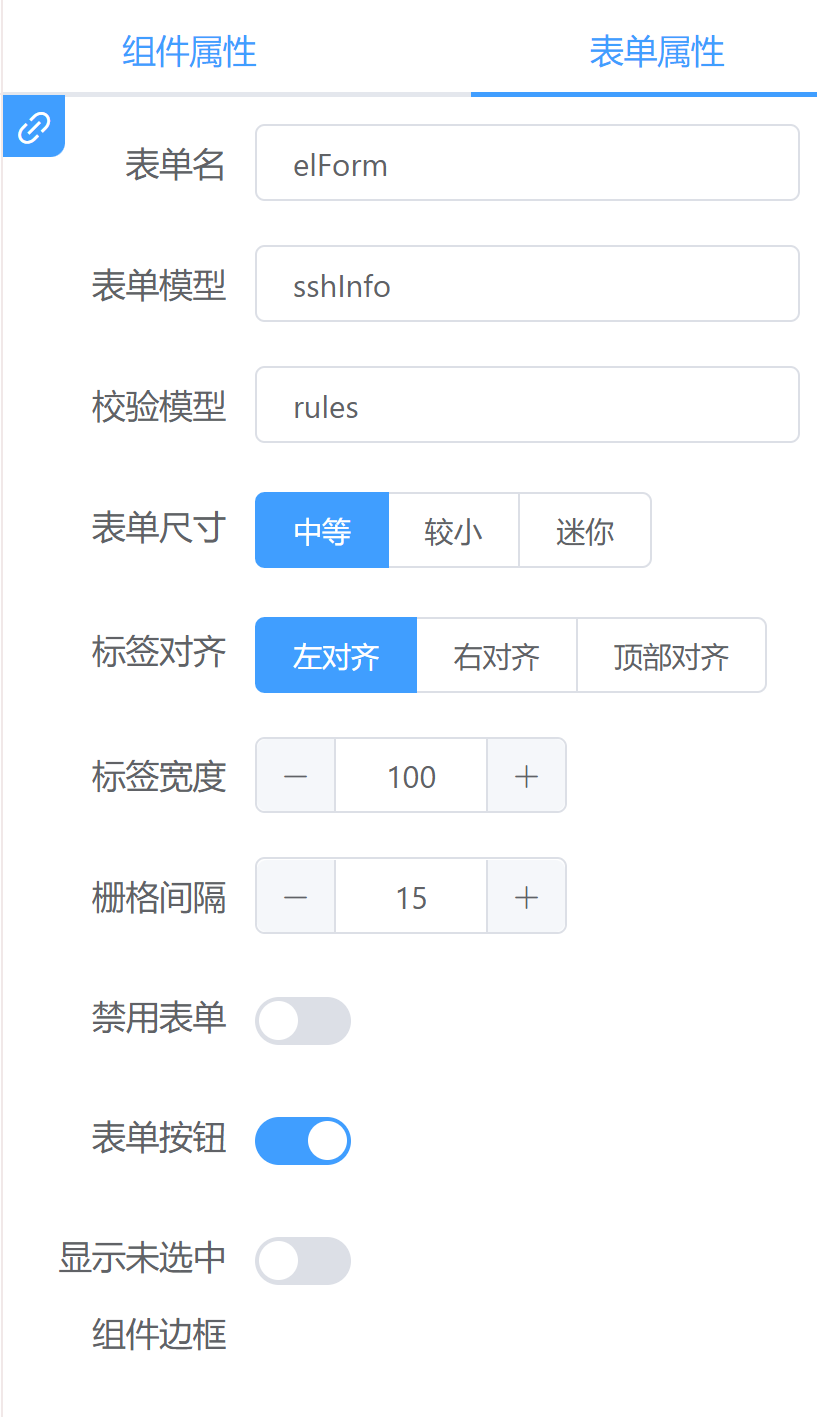 组件属性 表单属性
表单名 elForm
表单模型 sshInfo
校验模型 rules
表单尺寸 中等 较小 迷你
标签对齐 左对齐 右对齐 顶部对齐
标签宽度 100
栅格间隔 15
禁用表单
表单按钮
显示未选中
组件边框